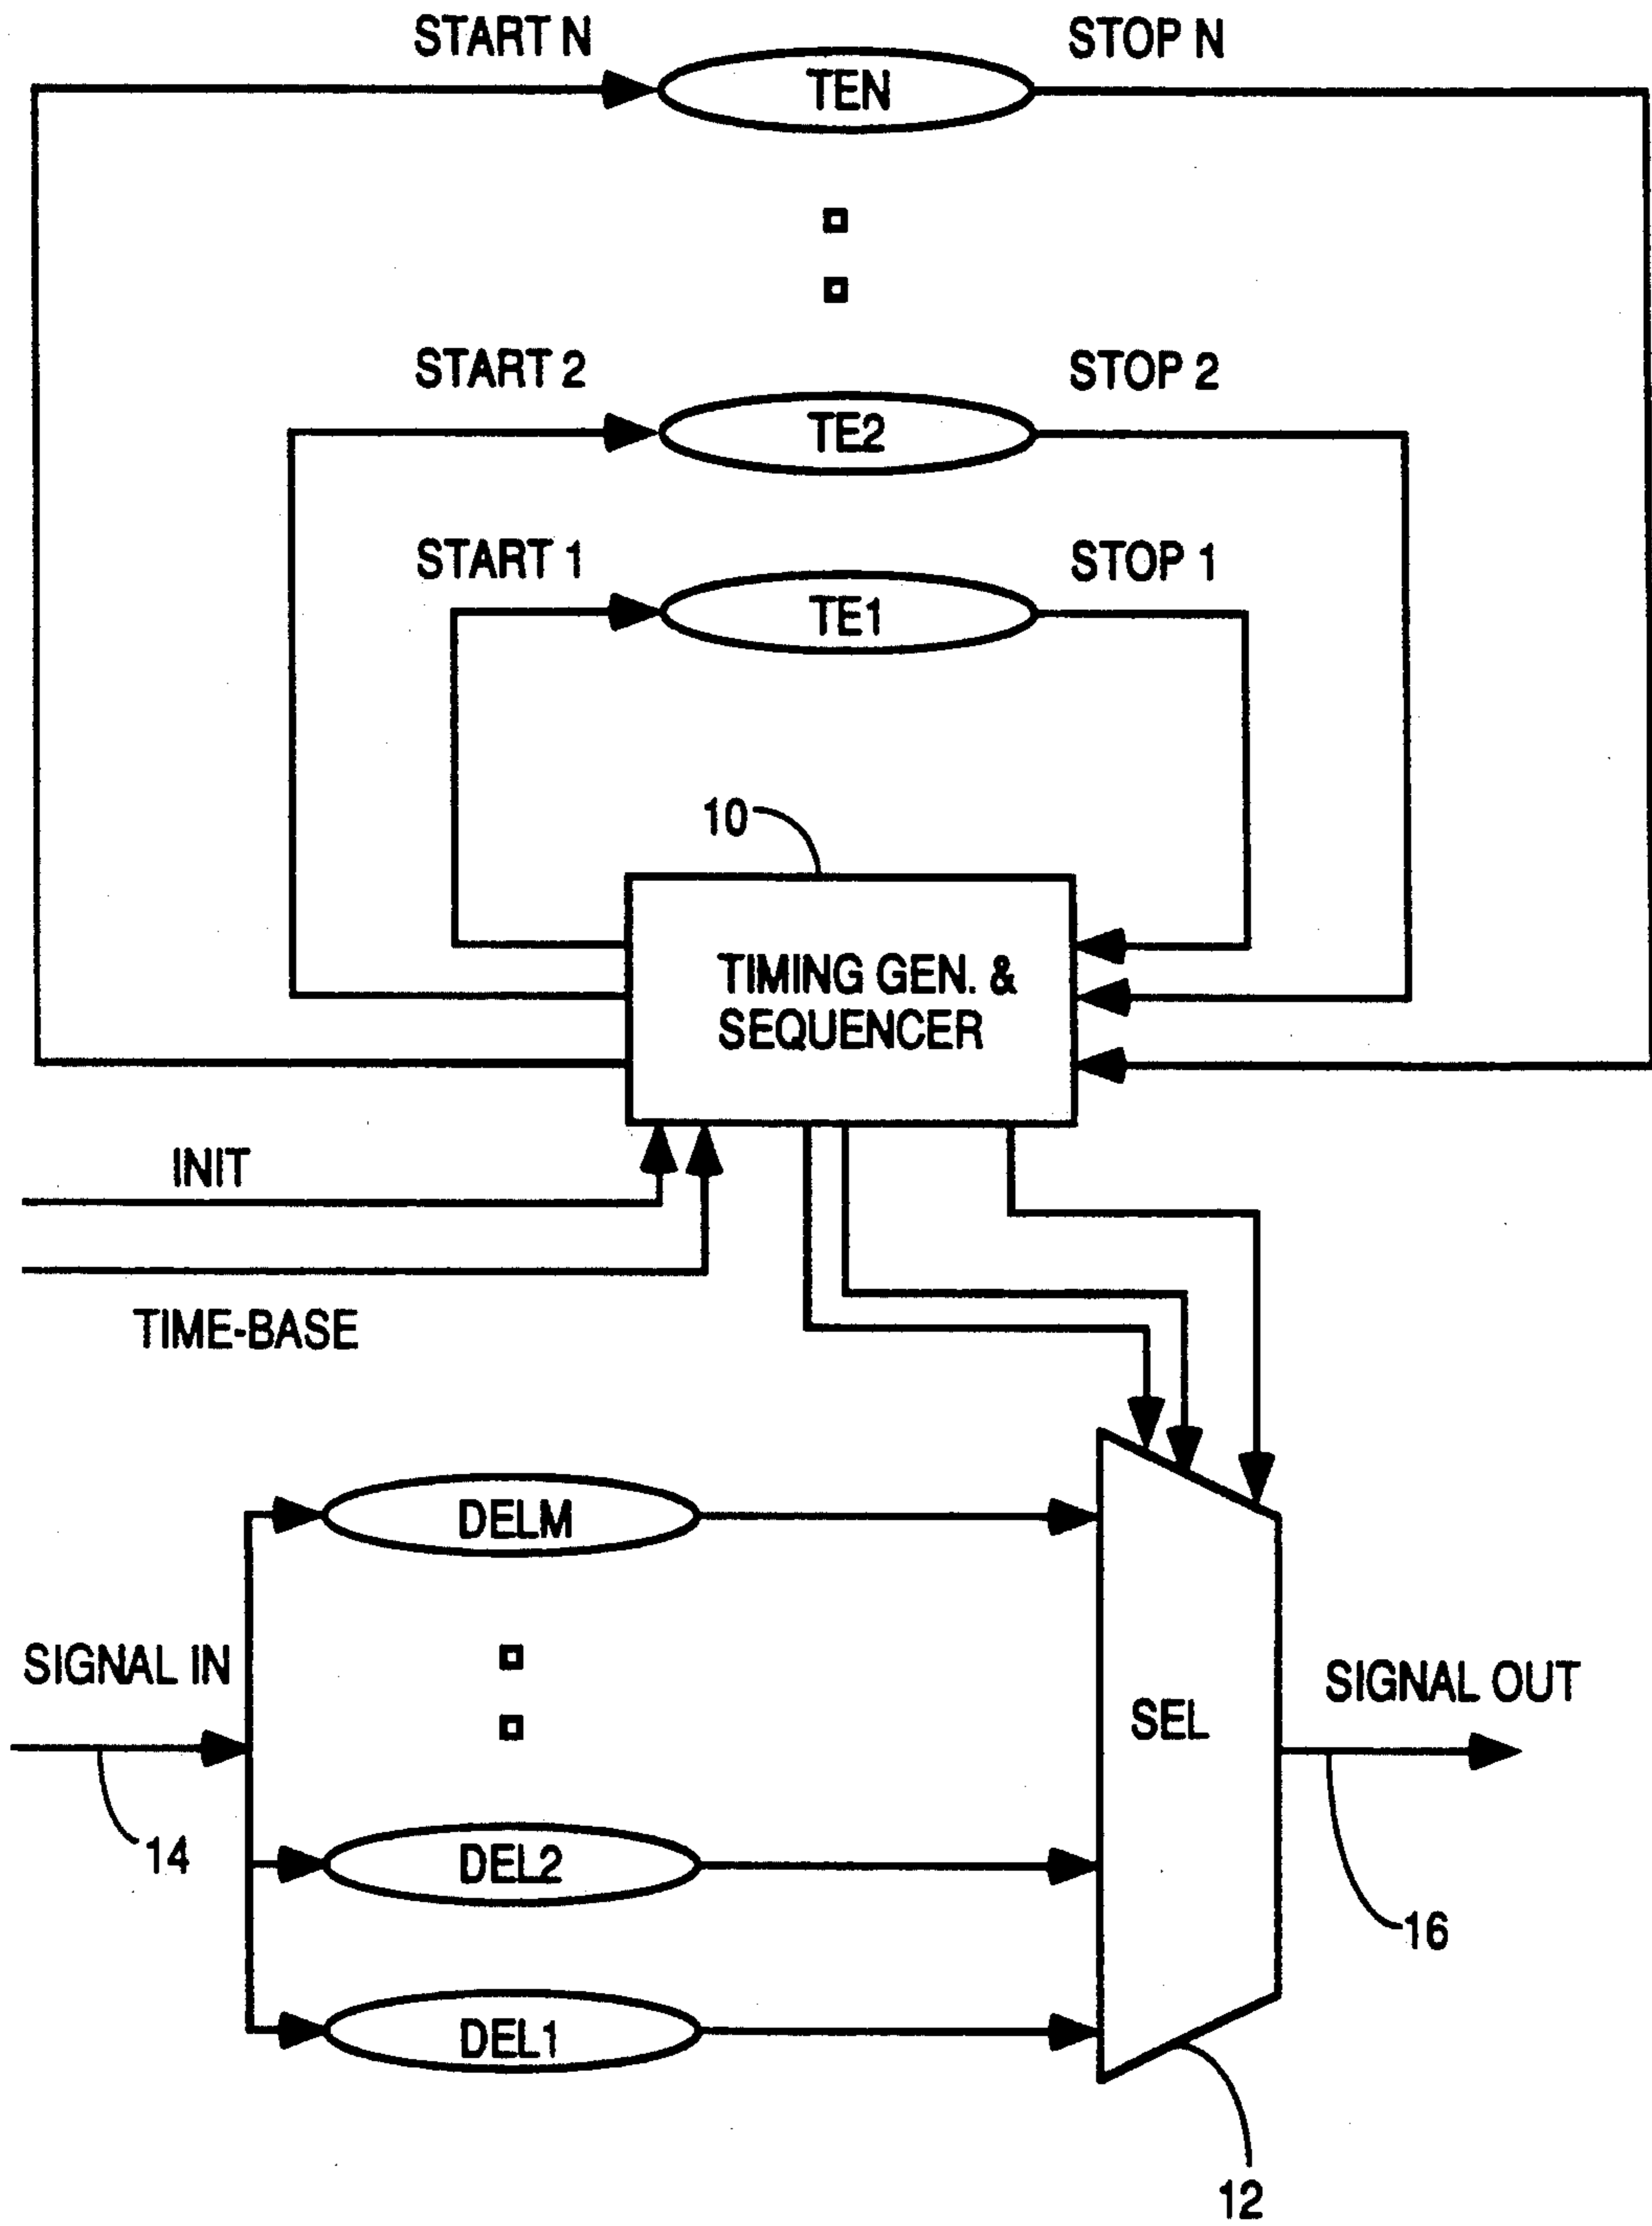 START N
STOP N
TEN
START 2
STOP 2
TE2
START 1
STOP 1
TE1
10
TIMING GEN. &
SEQUENCER
INIT
TIME-BASE
DELM
SIGNAL IN
SEL
SIGNAL OUT
14
DEL2
16
DEL1
12